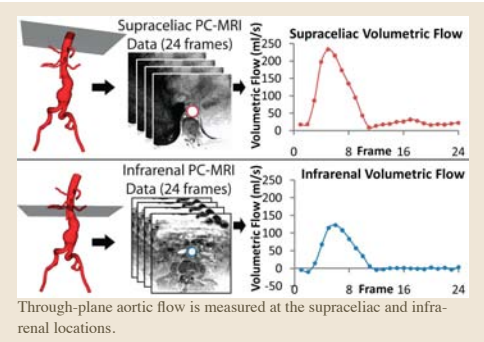 Supraceliac PC-MRI
Data (24 frames)
Supraceliac Volumetric Flow
Volumetric Flow (ml/s)
250
200
150
100
50
0
0
8
Frame
16
24
Infrarenal PC-MRI
Data (24 frames)
Infrarenal Volumetric Flow
Volumetric Flow (ml/s)
250
200
150
100
50
0
-50
0
8
Frame
16
24
Through-plane aortic flow is measured at the supraceliac and infra-
renal locations.